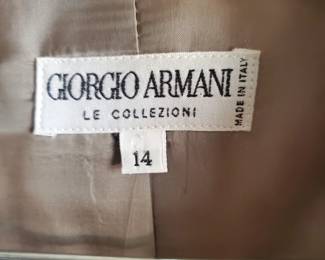 GIORGIO ARMANI
LE COLLEZIONI
MADE IN ITALY
14